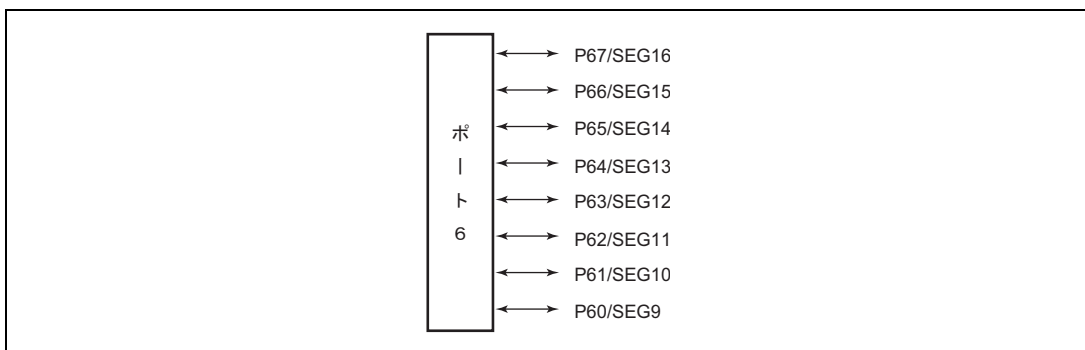 ポート6
P67/SEG16
P66/SEG15
P65/SEG14
P64/SEG13
P63/SEG12
P62/SEG11
P61/SEG10
P60/SEG9